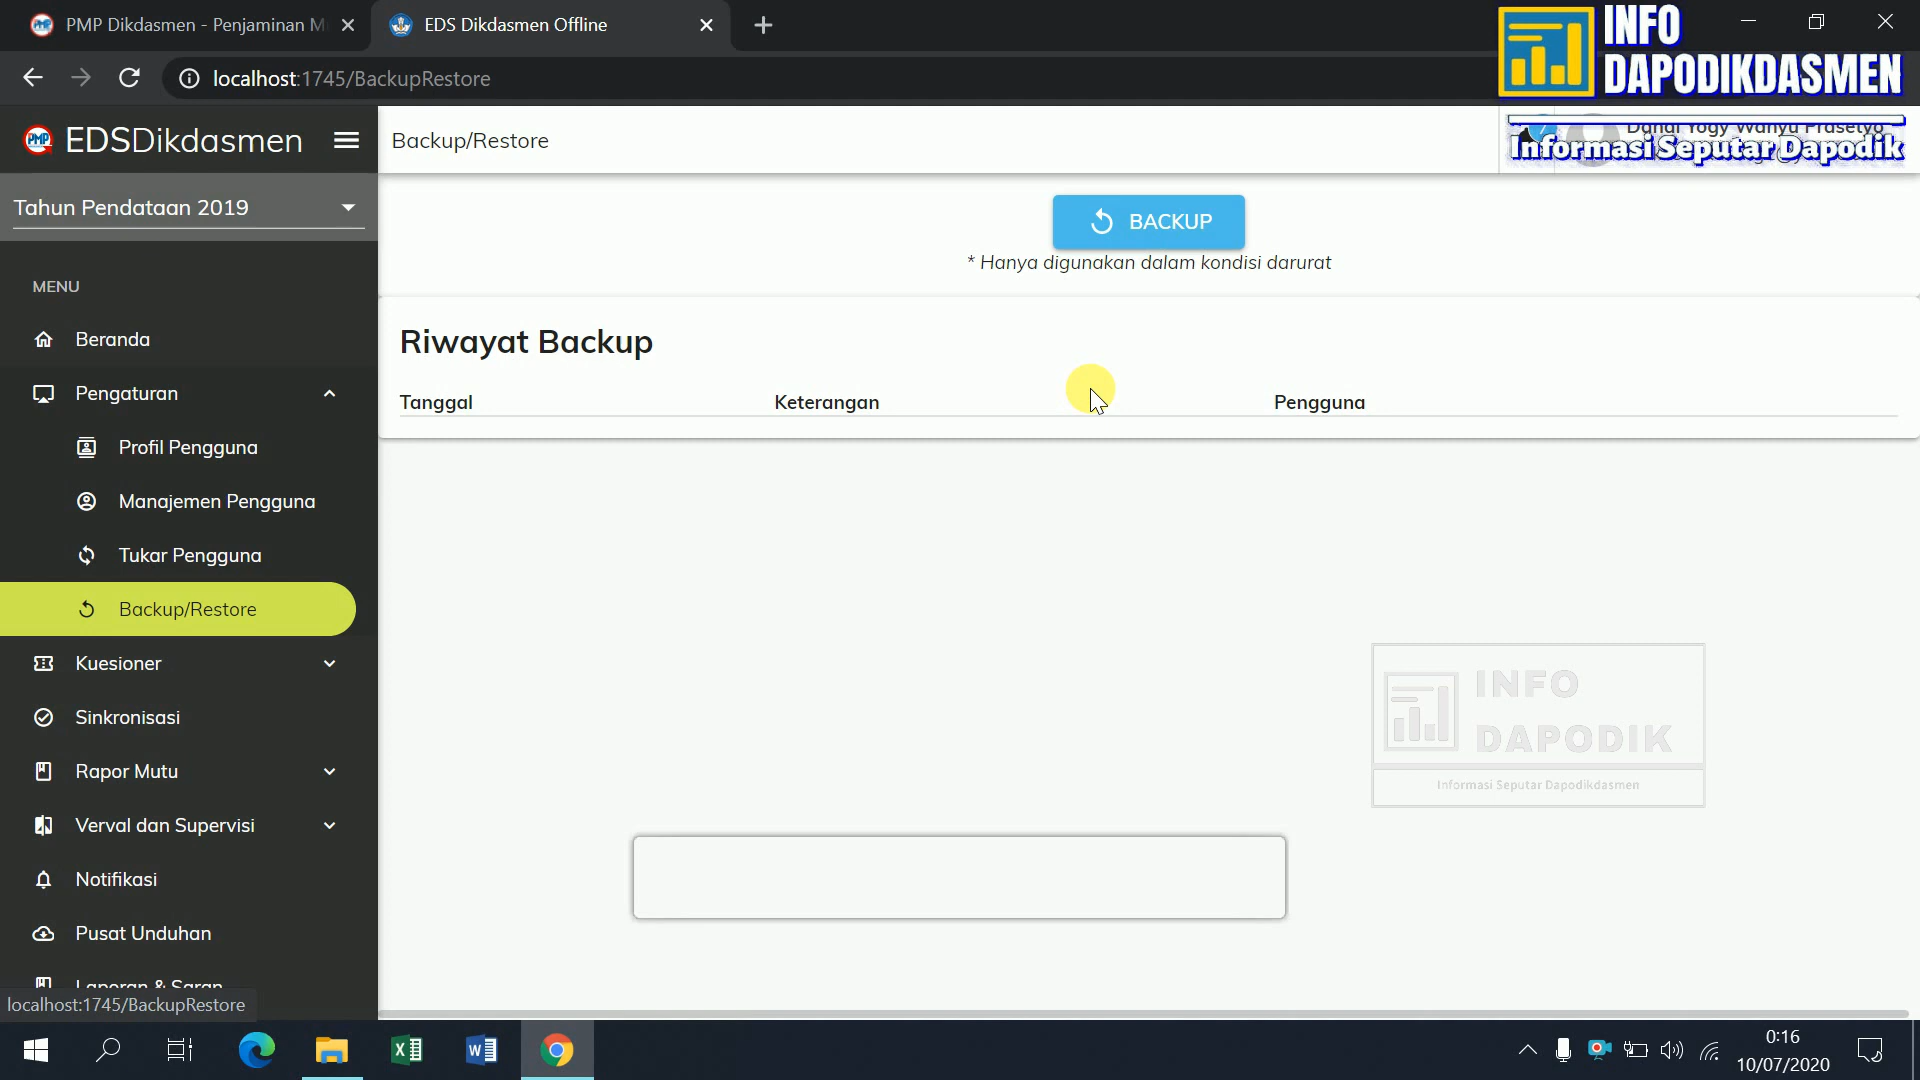 PMP Dikdasmen - Penjaminan M
EDS Dikdasmen Offline
localhost:1745/BackupRestore
INFO
DAPODIKDASMEN
Informasi Seputar Dapodik
EDSDikdasmen
Backup/Restore
Tahun Pendataan 2019
BACKUP
* Hanya digunakan dalam kondisi darurat
MENU
Beranda
Pengaturan
Profil Pengguna
Manajemen Pengguna
Tukar Pengguna
Backup/Restore
Kuesioner
Sinkronisasi
Rapor Mutu
Verval dan Supervisi
Notifikasi
Pusat Unduhan
Laporan & Saran
Riwayat Backup
Tanggal Keterangan Pengguna
INFO
DAPODIK
Informasi Seputar Dapodikdasmen
localhost:1745/BackupRestore
0:16
10/07/2020